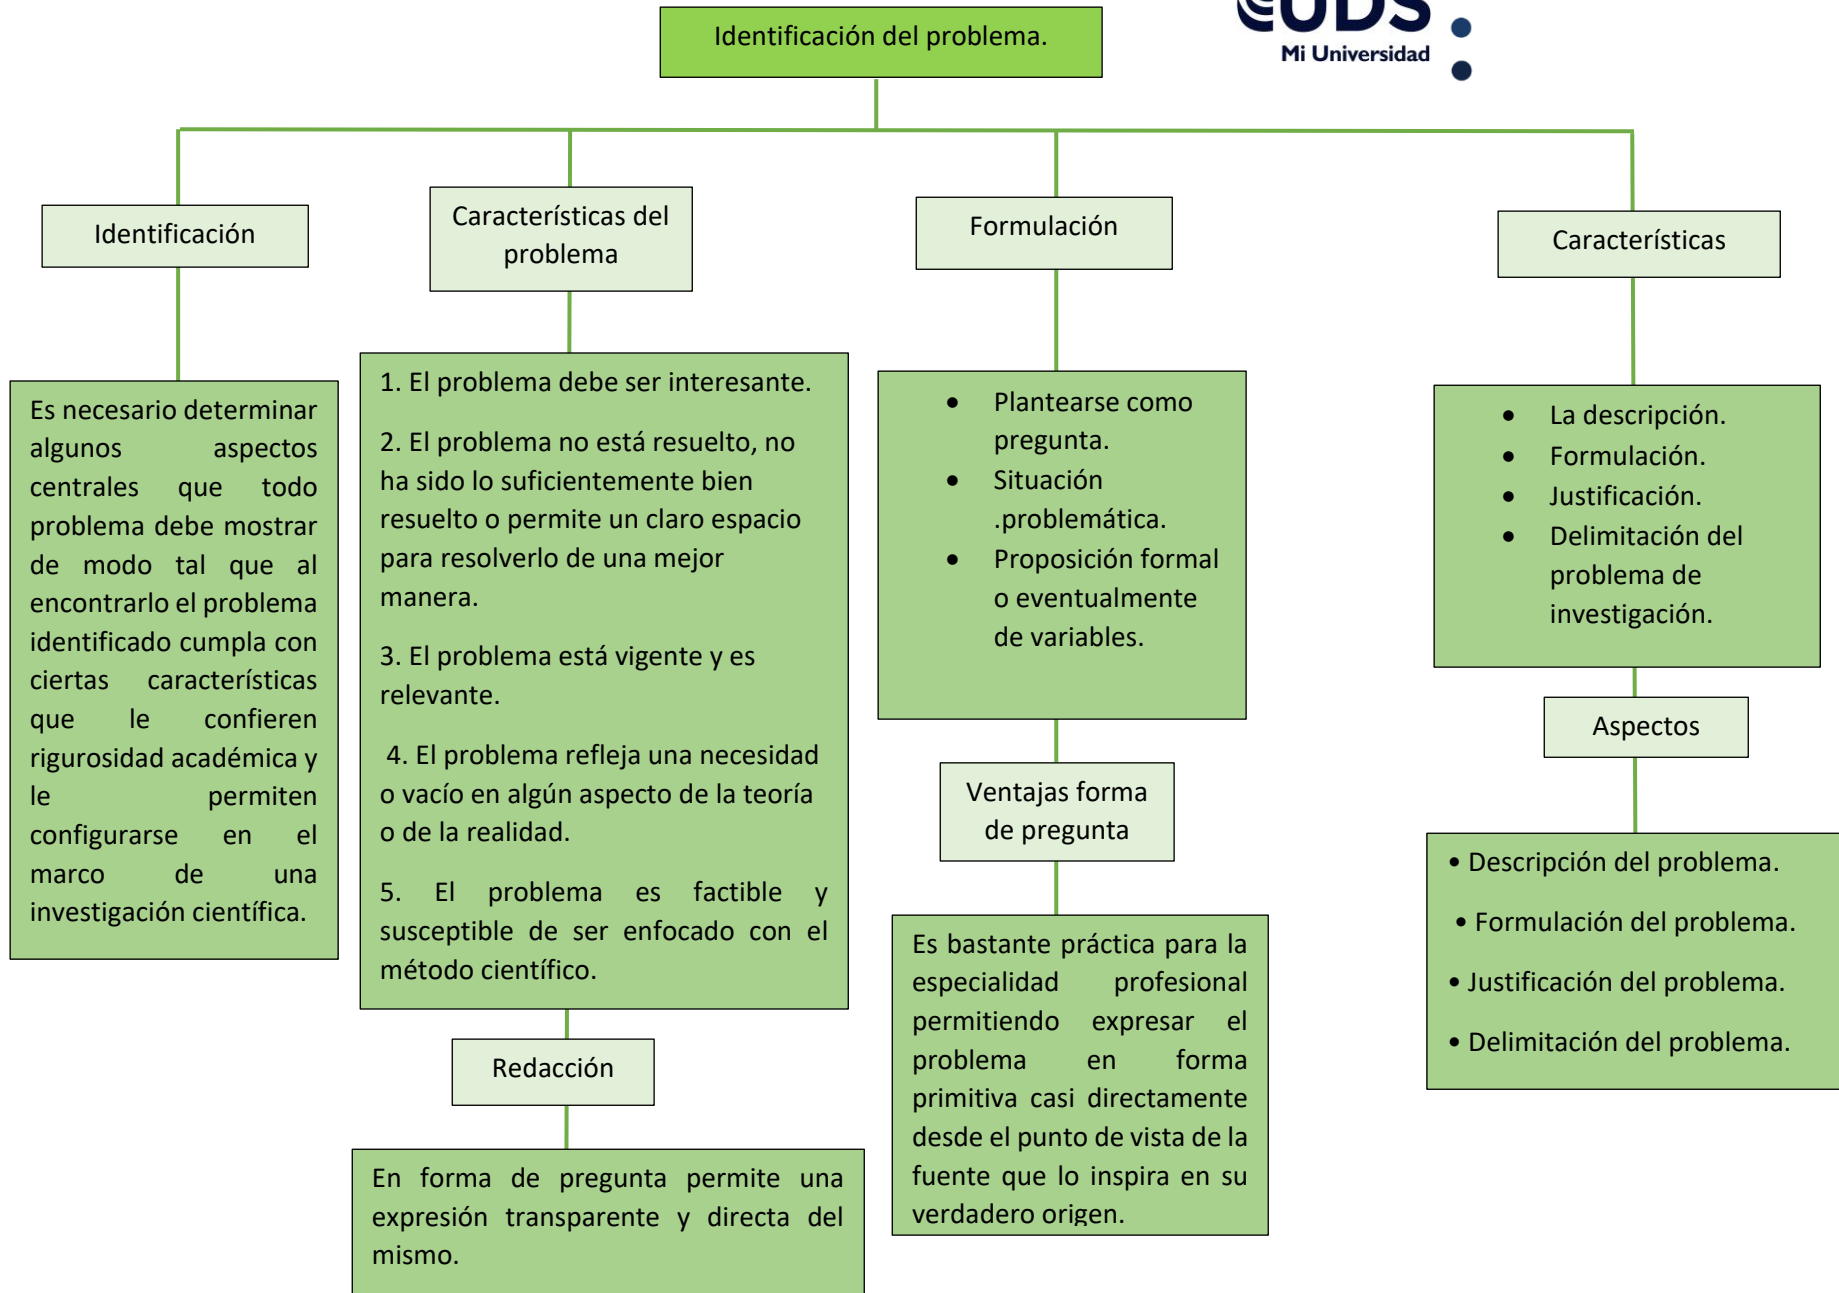 UDS
Mi Universidad
Identificación del problema.
Identificación
Es necesario determinar
algunos aspectos
centrales que todo
problema debe mostrar
de modo tal que al
encontrarlo el problema
identificado cumpla con
ciertas características
que le confieren
rigurosidad académica y
le permiten
configurarse en el
marco de una
investigación científica.
Características del
problema
1. El problema debe ser interesante.
2. El problema no está resuelto, no
ha sido lo suficientemente bien
resuelto o permite un claro espacio
para resolverlo de una mejor
manera.
3. El problema está vigente y es
relevante.
4. El problema refleja una necesidad
o vacío en algún aspecto de la teoría
o de la realidad.
5. El problema es factible y
susceptible de ser enfocado con el
método científico.
Redacción
En forma de pregunta permite una
expresión transparente y directa del
mismo.
Formulación
• Plantearse como
pregunta.
• Situación
.problemática.
• Proposición formal
o eventualmente
de variables.
Ventajas forma
de pregunta
Es bastante práctica para la
especialidad profesional
permitiendo expresar el
problema en forma
primitiva casi directamente
desde el punto de vista de la
fuente que lo inspira en su
verdadero origen.
Características
• La descripción.
• Formulación.
• Justificación.
• Delimitación del
problema de
investigación.
Aspectos
• Descripción del problema.
• Formulación del problema.
• Justificación del problema.
• Delimitación del problema.